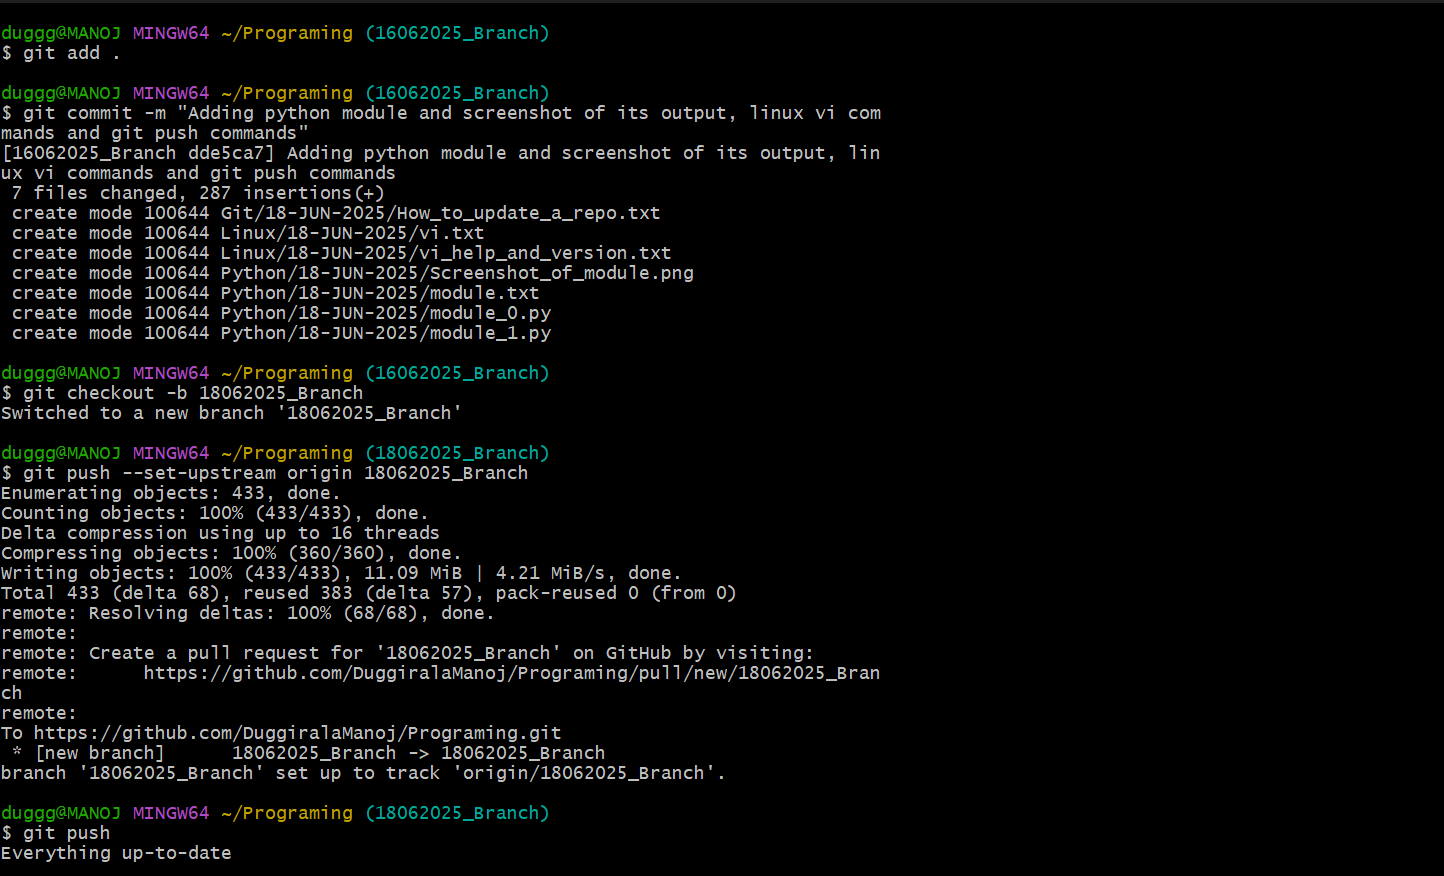 duggg@MANOJ MINGW64 ~/Programing (16062025_Branch)
$ git add .
duggg@MANOJ MINGW64 ~/Programing (16062025_Branch)
$ git commit -m "Adding python module and screenshot of its output, linux vi com
mands and git push commands"
[16062025_Branch dde5ca7] Adding python module and screenshot of its output, lin
ux vi commands and git push commands
 7 files changed, 287 insertions(+)
 create mode 100644 Git/18-JUN-2025/How_to_update_a_repo.txt
 create mode 100644 Linux/18-JUN-2025/vi.txt
 create mode 100644 Linux/18-JUN-2025/vi_help_and_version.txt
 create mode 100644 Python/18-JUN-2025/Screenshot_of_module.png
 create mode 100644 Python/18-JUN-2025/module.txt
 create mode 100644 Python/18-JUN-2025/module_0.py
 create mode 100644 Python/18-JUN-2025/module_1.py
duggg@MANOJ MINGW64 ~/Programing (16062025_Branch)
$ git checkout -b 18062025_Branch
Switched to a new branch '18062025_Branch'
duggg@MANOJ MINGW64 ~/Programing (18062025_Branch)
$ git push --set-upstream origin 18062025_Branch
Enumerating objects: 433, done.
Counting objects: 100% (433/433), done.
Delta compression using up to 16 threads
Compressing objects: 100% (360/360), done.
Writing objects: 100% (433/433), 11.09 MiB | 4.21 MiB/s, done.
Total 433 (delta 68), reused 383 (delta 57), pack-reused 0 (from 0)
remote: Resolving deltas: 100% (68/68), done.
remote:
remote: Create a pull request for '18062025_Branch' on GitHub by visiting:
remote:      https://github.com/DuggiralaManoj/Programing/pull/new/18062025_Bran
ch
remote:
To https://github.com/DuggiralaManoj/Programing.git
 * [new branch]      18062025_Branch -> 18062025_Branch
branch '18062025_Branch' set up to track 'origin/18062025_Branch'.
duggg@MANOJ MINGW64 ~/Programing (18062025_Branch)
$ git push
Everything up-to-date